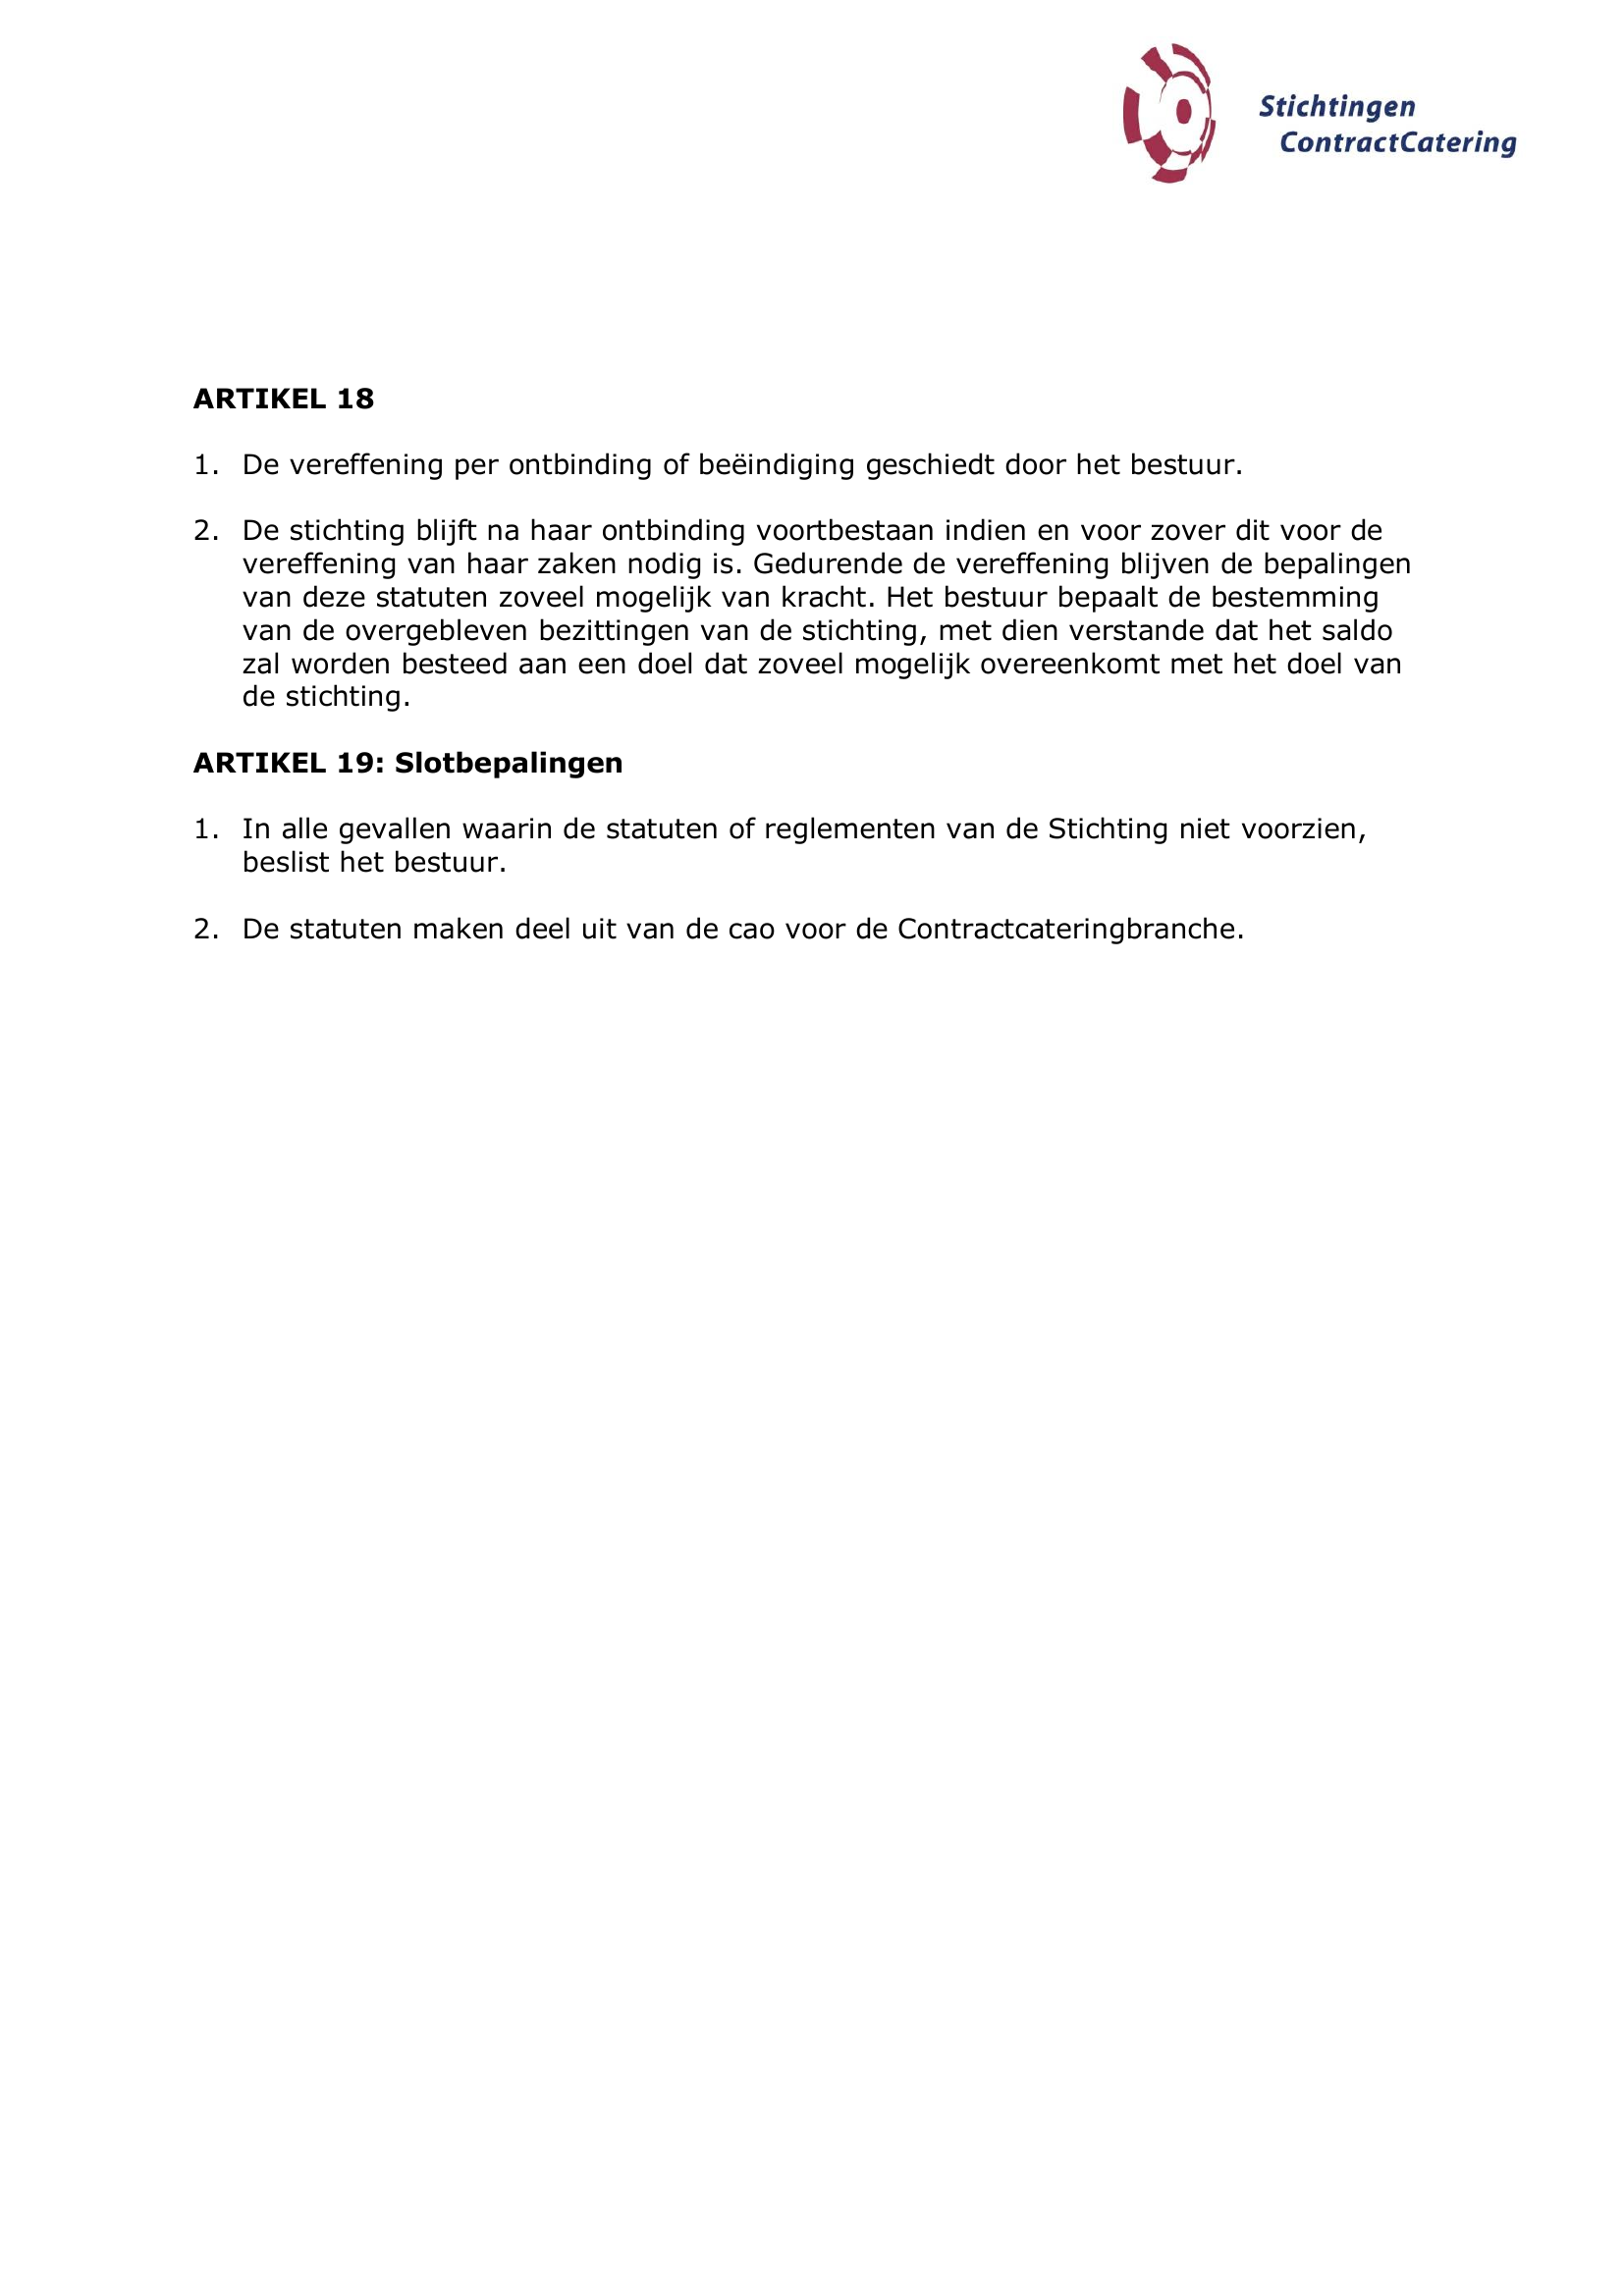 Stichtingen
ContractCatering
ARTIKEL 18
1. De vereffening per ontbinding of beëindiging geschiedt door het bestuur.
2. De stichting blijft na haar ontbinding voortbestaan indien en voor zover dit voor de
vereffening van haar zaken nodig is. Gedurende de vereffening blijven de bepalingen
van deze statuten zoveel mogelijk van kracht. Het bestuur bepaalt de bestemming
van de overgebleven bezittingen van de stichting, met dien verstande dat het saldo
zal worden besteed aan een doel dat zoveel mogelijk overeenkomt met het doel van
de stichting.
ARTIKEL 19: Slotbepalingen
1. In alle gevallen waarin de statuten of reglementen van de Stichting niet voorzien,
beslist het bestuur.
2. De statuten maken deel uit van de cao voor de Contractcateringbranche.